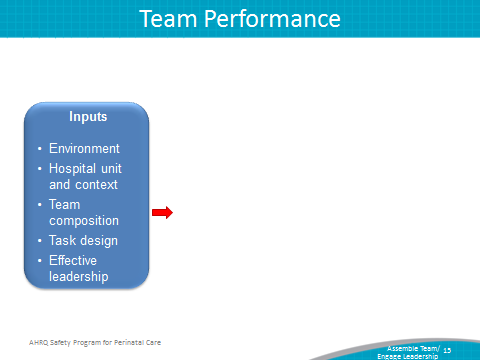 Team Performance
Inputs
• Environment
• Hospital unit
and context
• Team
composition
• Task design
• Effective
leadership
AHRQ Safety Program for Perinatal Care
Assemble Team/
Engage Leadership
15